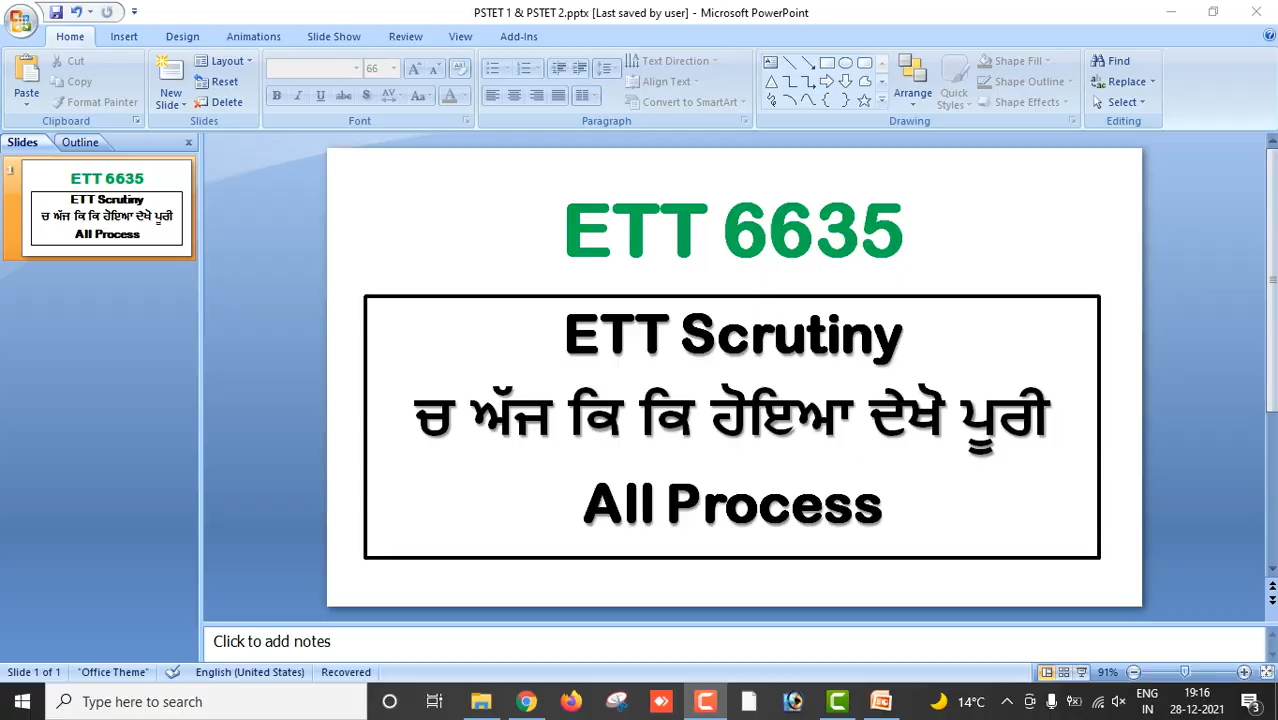 PSTET 1 & PSTET 2.pptx [Last saved by user] - Microsoft PowerPoint
Home Insert Design Animations Slide Show Review View Add-Ins
Paste
Cut
Copy
Format Painter
Clipboard
New Slide
Layout
Reset
Delete
Slides
66
B I U abc S AV Aa A
Font
Text Direction
Align Text
Convert to SmartArt
Paragraph
Arrange
Quick Styles
Shape Fill
Shape Outline
Shape Effects
Drawing
Find
Replace
Select
Editing
Slides Outline
1
ETT 6635
ETT Scrutiny
ਚ ਅੱਜ ਕਿ ਕਿ ਹੋਇਆ ਦੇਖੋ ਪੂਰੀ
All Process
ETT 6635
ETT Scrutiny
ਚ ਅੱਜ ਕਿ ਕਿ ਹੋਇਆ ਦੇਖੋ ਪੂਰੀ
All Process
Click to add notes
Slide 1 of 1 "Office Theme" English (United States) Recovered 91%
Type here to search
14°C
ENG
IN
19:16
28-12-2021
3